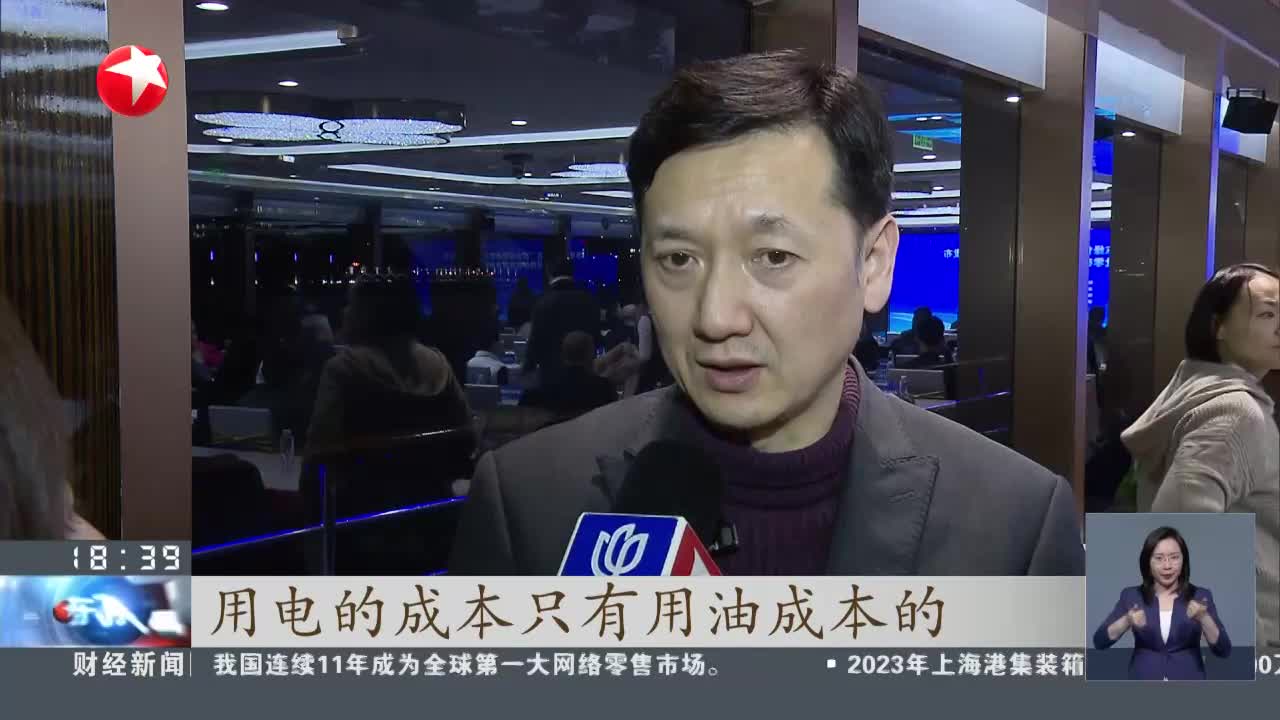 18:39
用电的成本只有用油成本的
财经新闻
我国连续11年成为全球第一大网络零售市场。
▪ 2023年上海港集装箱